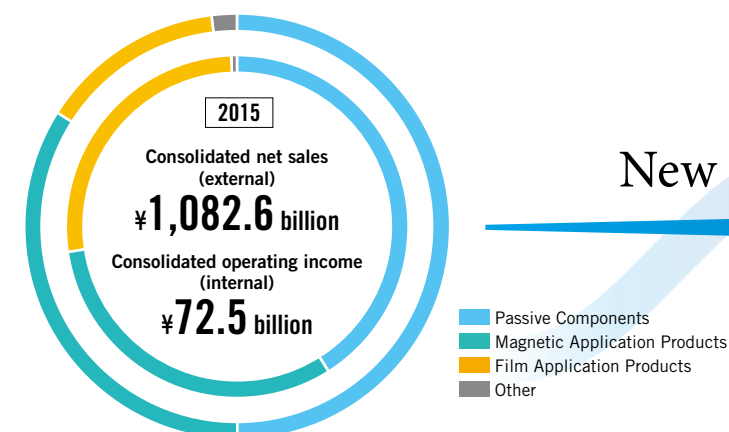 2015
Consolidated net sales
(external)
¥1,082.6 billion
Consolidated operating income
(internal)
¥72.5 billion
New
Passive Components
Magnetic Application Products
Film Application Products
Other